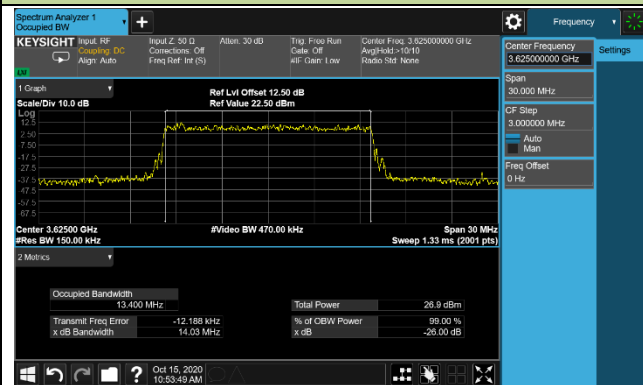 Spectrum Analyzer 1
Occupied BW
Frequency
KEYSIGHT
Input: RF
Coupling: DC
Align: Auto
Input Z: 50 Ω
Corrections: Off
Freq Ref: Int (S)
Atten: 30 dB
Trig: Free Run
Gate: Off
#IF Gain: Low
Center Freq: 3.625000000 GHz
Avg|Hold:>10/10
Radio Std: None
LXI
1 Graph
Scale/Div 10.0 dB
Ref Lvl Offset 12.50 dB
Ref Value 22.50 dBm
Log
12.5
2.50
-7.50
-17.5
-27.5
-37.5
-47.5
-57.5
-67.5
Center 3.62500 GHz
#Res BW 150.00 kHz
#Video BW 470.00 kHz
Span 30 MHz
Sweep 1.33 ms (2001 pts)
2 Metrics
Occupied Bandwidth
13.400 MHz
Transmit Freq Error -12.188 kHz
x dB Bandwidth 14.03 MHz
Total Power 26.9 dBm
% of OBW Power 99.00 %
x dB -26.00 dB
Center Frequency
3.625000000 GHz
Span
30.000 MHz
CF Step
3.000000 MHz
Auto
Man
Freq Offset
0 Hz
Settings
?
Oct 15, 2020
10:53:49 AM